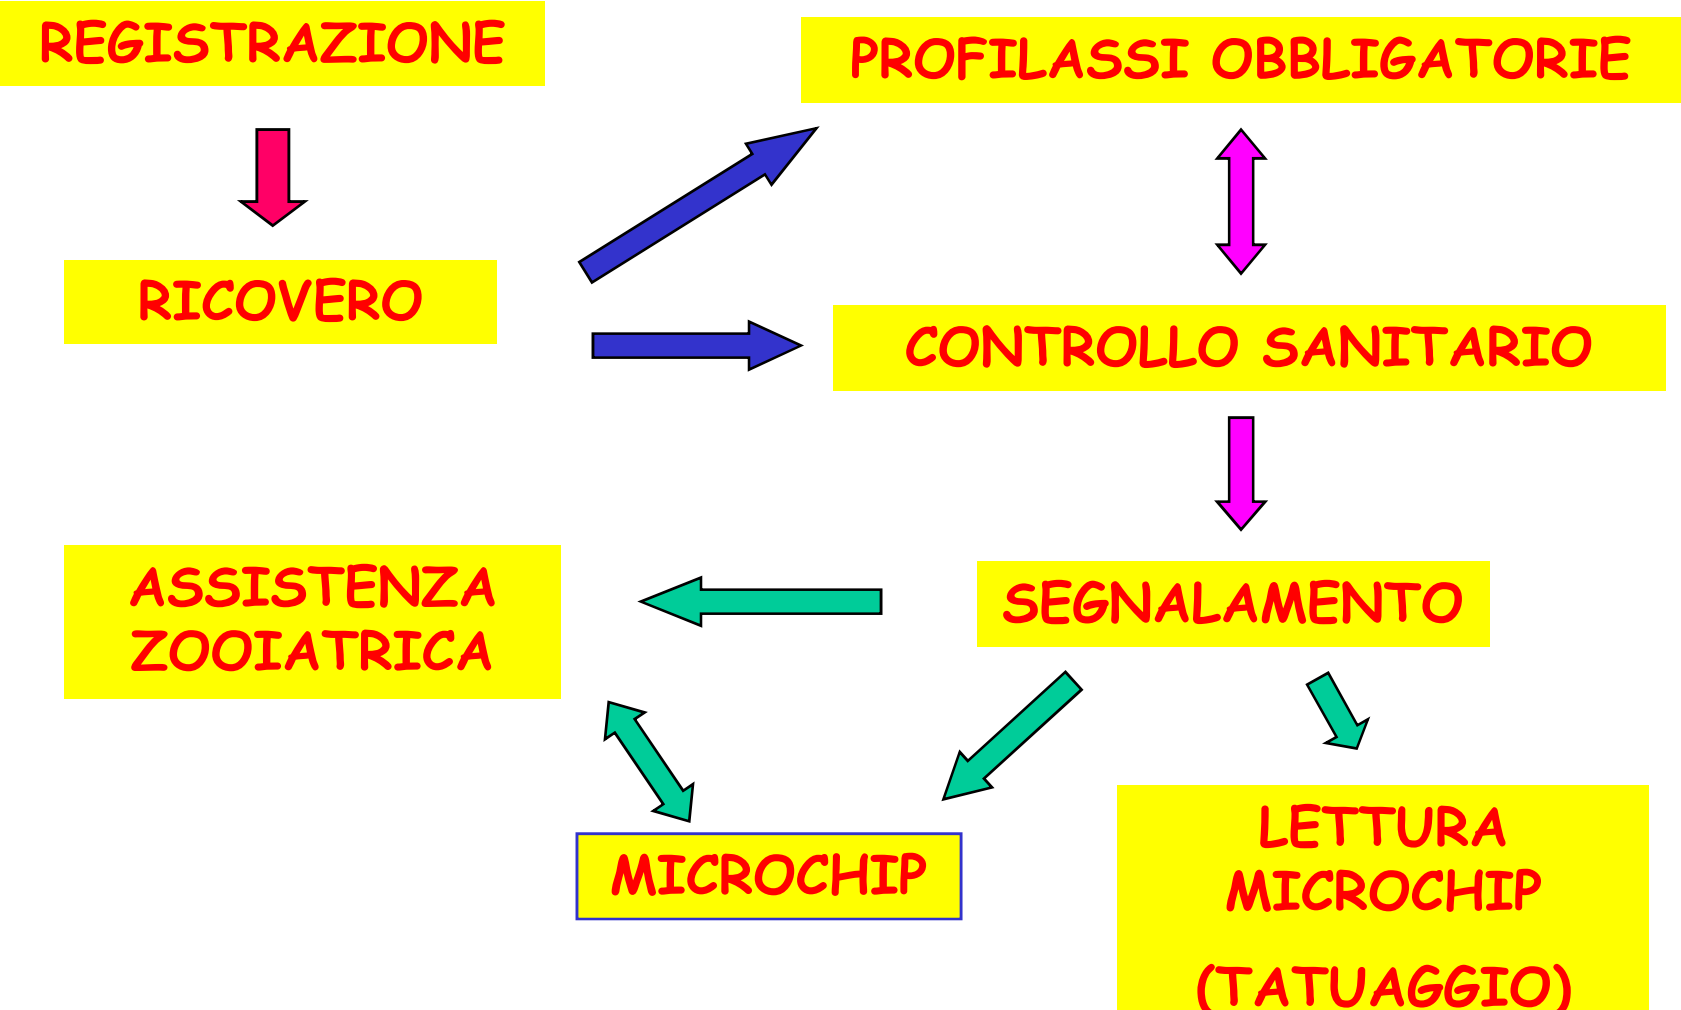 REGISTRAZIONE
PROFILASSI OBBLIGATORIE
RICOVERO
CONTROLLO SANITARIO
ASSISTENZA
ZOOIATRICA
SEGNALAMENTO
MICROCHIP
LETTURA
MICROCHIP
(TATUAGGIO)